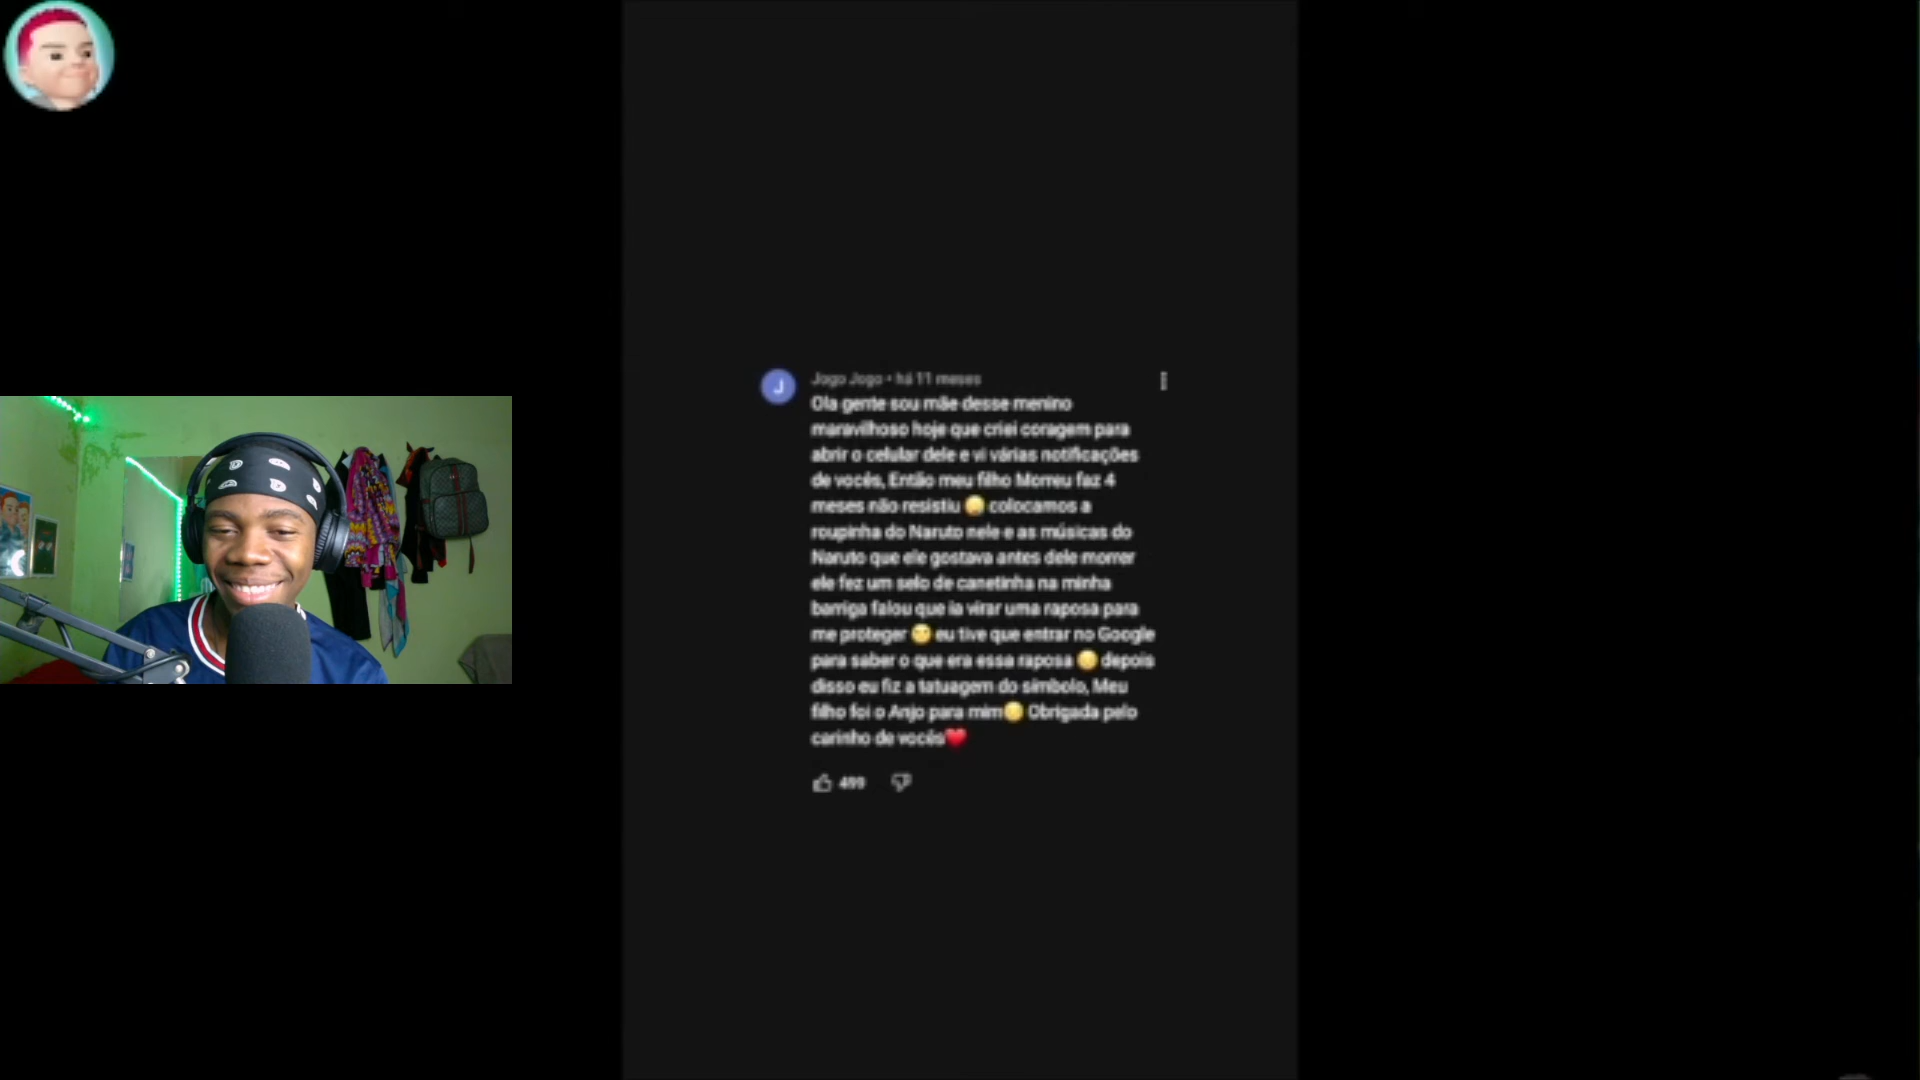 J
Jogo Jogo • há 11 meses
Ola gente sou mãe desse menino
maravilhoso hoje que criei coragem para
abrir o celular dele e vi várias notificações
de vocês, Então meu filho Morreu faz 4
meses não resistiu 😔 colocamos a
roupinha do Naruto nele e as músicas do
Naruto que ele gostava antes dele morrer
ele fez um selo de canetinha na minha
barriga falou que ia virar uma raposa para
me proteger 😔 eu tive que entrar no Google
para saber o que era essa raposa 😔 depois
disso eu fiz a tatuagem do simbolo, Meu
filho foi o Anjo para mim😔 Obrigada pelo
carinho de vocês❤️
499